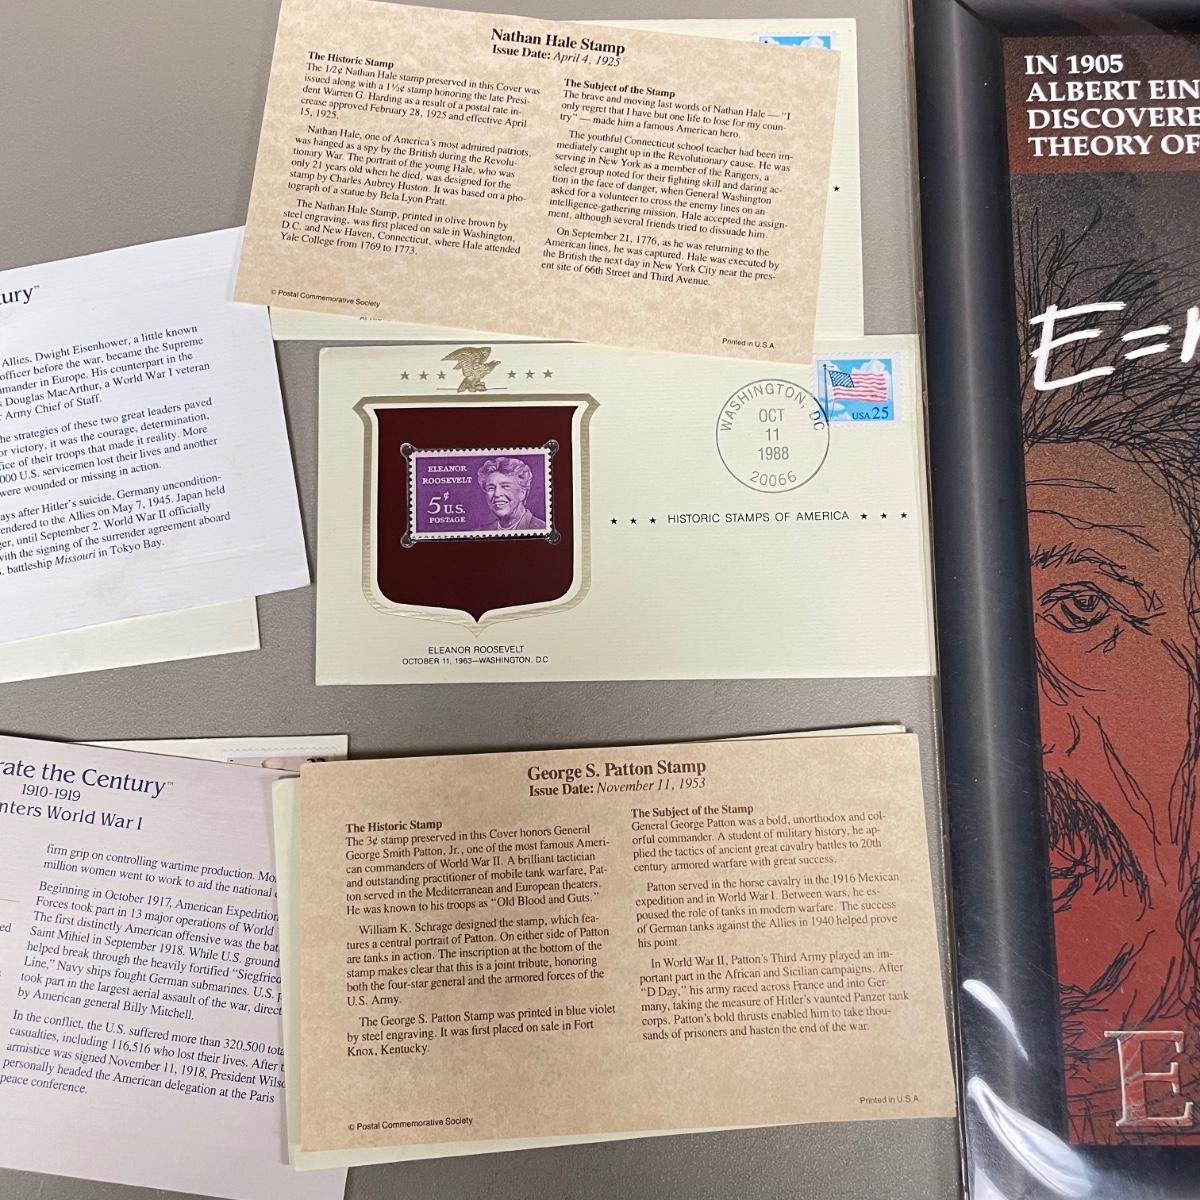 Nathan Hale Stamp
Issue Date: April 4, 1925
The Historic Stamp
The 1/2¢ Nathan Hale stamp preserved in this Cover was
issued along with a 1½¢ stamp honoring the late Presi-
dent Warren G. Harding as a result of a postal rate in-
crease approved February 28, 1925 and effective April
15, 1925.
Nathan Hale, one of America's most admired patriots,
was hanged as a spy by the British during the Revolu-
tionary War. The portrait of the young Hale, who was
only 21 years old when he died, was designed for the
stamp by Charles Aubrey Huston. It was based on a pho-
tograph of a statue by Bela Lyon Pratt.
The Nathan Hale Stamp, printed in olive brown by
steel engraving, was first placed on sale in Washington,
D.C. and New Haven, Connecticut, where Hale attended
Yale College from 1769 to 1773.
© Postal Commemorative Society
The Subject of the Stamp
The brave and moving last words of Nathan Hale — "I
only regret that I have but one life to lose for my coun-
try" — made him a famous American hero.
The youthful Connecticut school teacher had been im-
mediately caught up in the Revolutionary cause. He was
serving in New York as a member of the Rangers, a
select group noted for their fighting skill and daring ac-
tion in the face of danger, when General Washington
asked for a volunteer to cross the enemy lines on an
intelligence-gathering mission. Hale accepted the assign-
ment, although several friends tried to dissuade him.
On September 21, 1776, as he was returning to the
American lines, he was captured. Hale was executed by
the British the next day in New York City near the pres-
ent site of 66th Street and Third Avenue.
Printed in U.S.A.
IN 1905
ALBERT EIN
DISCOVERE
THEORY OF
E=
E
ury™
Allies. Dwight Eisenhower, a little known
officer before the war, became the Supreme
mander in Europe. His counterpart in the
s Douglas MacArthur, a World War I veteran
Army Chief of Staff.
he strategies of these two great leaders paved
or victory, it was the courage, determination,
fice of their troops that made it reality. More
000 U.S. servicemen lost their lives and another
were wounded or missing in action.
ays after Hitler's suicide, Germany uncondition-
endered to the Allies on May 7, 1945. Japan held
ger, until September 2. World War II officially
with the signing of the surrender agreement aboard
S. battleship Missouri in Tokyo Bay.
ELEANOR
ROOSEVELT
5¢ U.S.
POSTAGE
ELEANOR ROOSEVELT
OCTOBER 11, 1963—WASHINGTON, D.C
WASHINGTON, DC
OCT
11
1988
20066
USA 25
★ ★ ★ HISTORIC STAMPS OF AMERICA ★ ★ ★
rate the Century™
1910-1919
nters World War I
firm grip on controlling wartime production. Mo
million women went to work to aid the national
Beginning in October 1917, American Expedition
Forces took part in 13 major operations of World
The first distinctly American offensive was the bat
Saint Mihiel in September 1918. While U.S. ground
helped break through the heavily fortified "Siegfried
Line," Navy ships fought German submarines. U.S. p
took part in the largest aerial assault of the war, direct
by American general Billy Mitchell.
In the conflict, the U.S. suffered more than 320,500 tota
casualties, including 116,516 who lost their lives. After t
armistice was signed November 11, 1918, President Wils
personally headed the American delegation at the Paris
peace conference.
George S. Patton Stamp
Issue Date: November 11, 1953
The Historic Stamp
The 3¢ stamp preserved in this Cover honors General
George Smith Patton, Jr., one of the most famous Ameri-
can commanders of World War II. A brilliant tactician
and outstanding practitioner of mobile tank warfare, Pat-
ton served in the Mediterranean and European theaters.
He was known to his troops as "Old Blood and Guts."
William K. Schrage designed the stamp, which fea-
tures a central portrait of Patton. On either side of Patton
are tanks in action. The inscription at the bottom of the
stamp makes clear that this is a joint tribute, honoring
both the four-star general and the armored forces of the
U.S. Army.
The George S. Patton Stamp was printed in blue violet
by steel engraving. It was first placed on sale in Fort
Knox, Kentucky.
© Postal Commemorative Society
The Subject of the Stamp
General George Patton was a bold, unorthodox and col-
orful commander. A student of military history, he ap-
plied the tactics of ancient great cavalry battles to 20th
century armored warfare with great success.
Patton served in the horse cavalry in the 1916 Mexican
expedition and in World War I. Between wars, he es-
poused the role of tanks in modern warfare. The success
of German tanks against the Allies in 1940 helped prove
his point.
In World War II, Patton's Third Army played an im-
portant part in the African and Sicilian campaigns. After
"D Day," his army raced across France and into Ger-
many, taking the measure of Hitler's vaunted Panzer tank
corps. Patton's bold thrusts enabled him to take thou-
sands of prisoners and hasten the end of the war.
Printed in U.S.A.